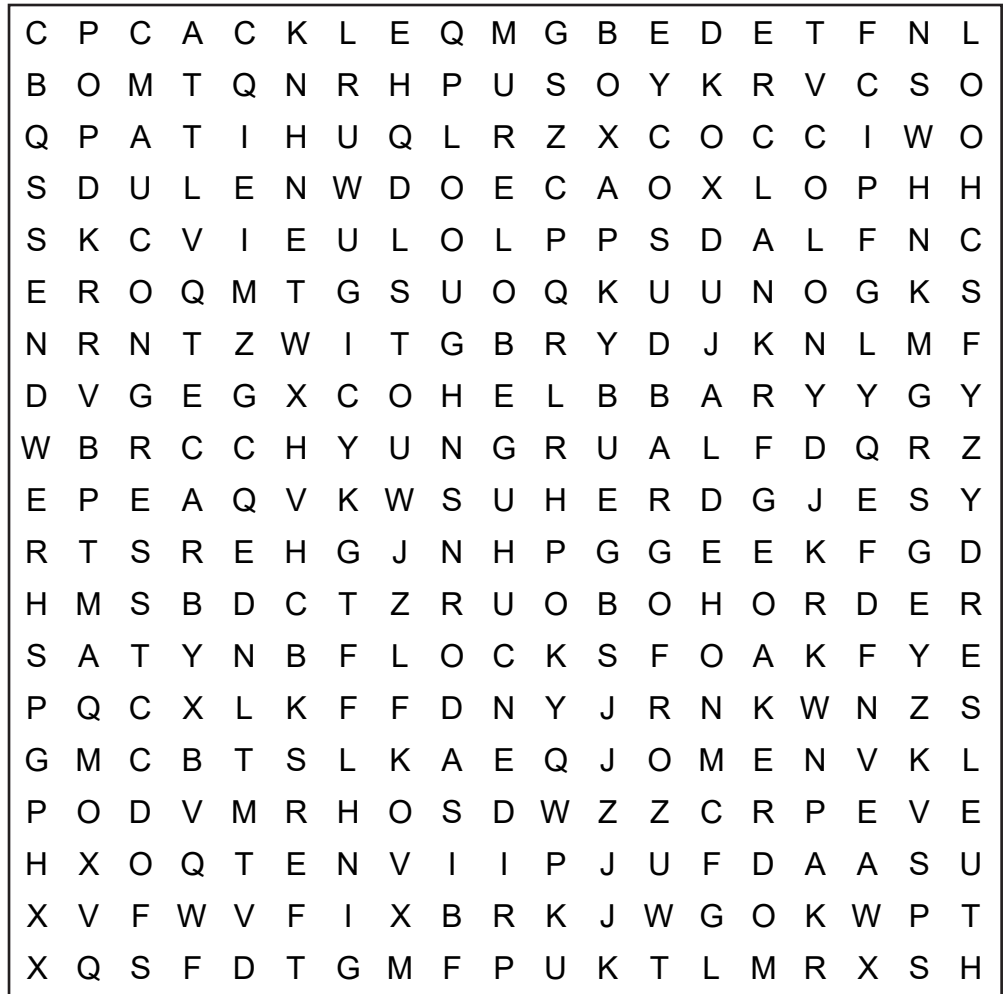 C P C A C K L E Q M G B E D E T F N L
B O M T Q N R H P U S O Y K R V C S O
Q P A T I H U Q L R Z X C O C C I W O
S D U L E N W D O E C A O X L O P H H
S K C V I E U L O L P P S D A L F N C
E R O Q M T G S U O Q K U U N O G K S
N R N T Z W I T G B R Y D J K N L M F
D V G E G X C O H E L B B A R Y Y G Y
W B R C C H Y U N G R U A L F D Q R Z
E P E A Q V K W S U H E R D G J E S Y
R T S R E H G J N H P G G E E K F G D
H M S B D C T Z R U O B O H O R D E R
S A T Y N B F L O C K S F O A K F Y E
P Q C X L K F F D N Y J R N K W N Z S
G M C B T S L K A E Q J O M E N V K L
P O D V M R H O S D W Z Z C R P E V E
H X O Q T E N V I I P J U F D A A S U
X V F W V F I X B R K J W G O K W P T
X Q S F D T G M F P U K T L M R X S H